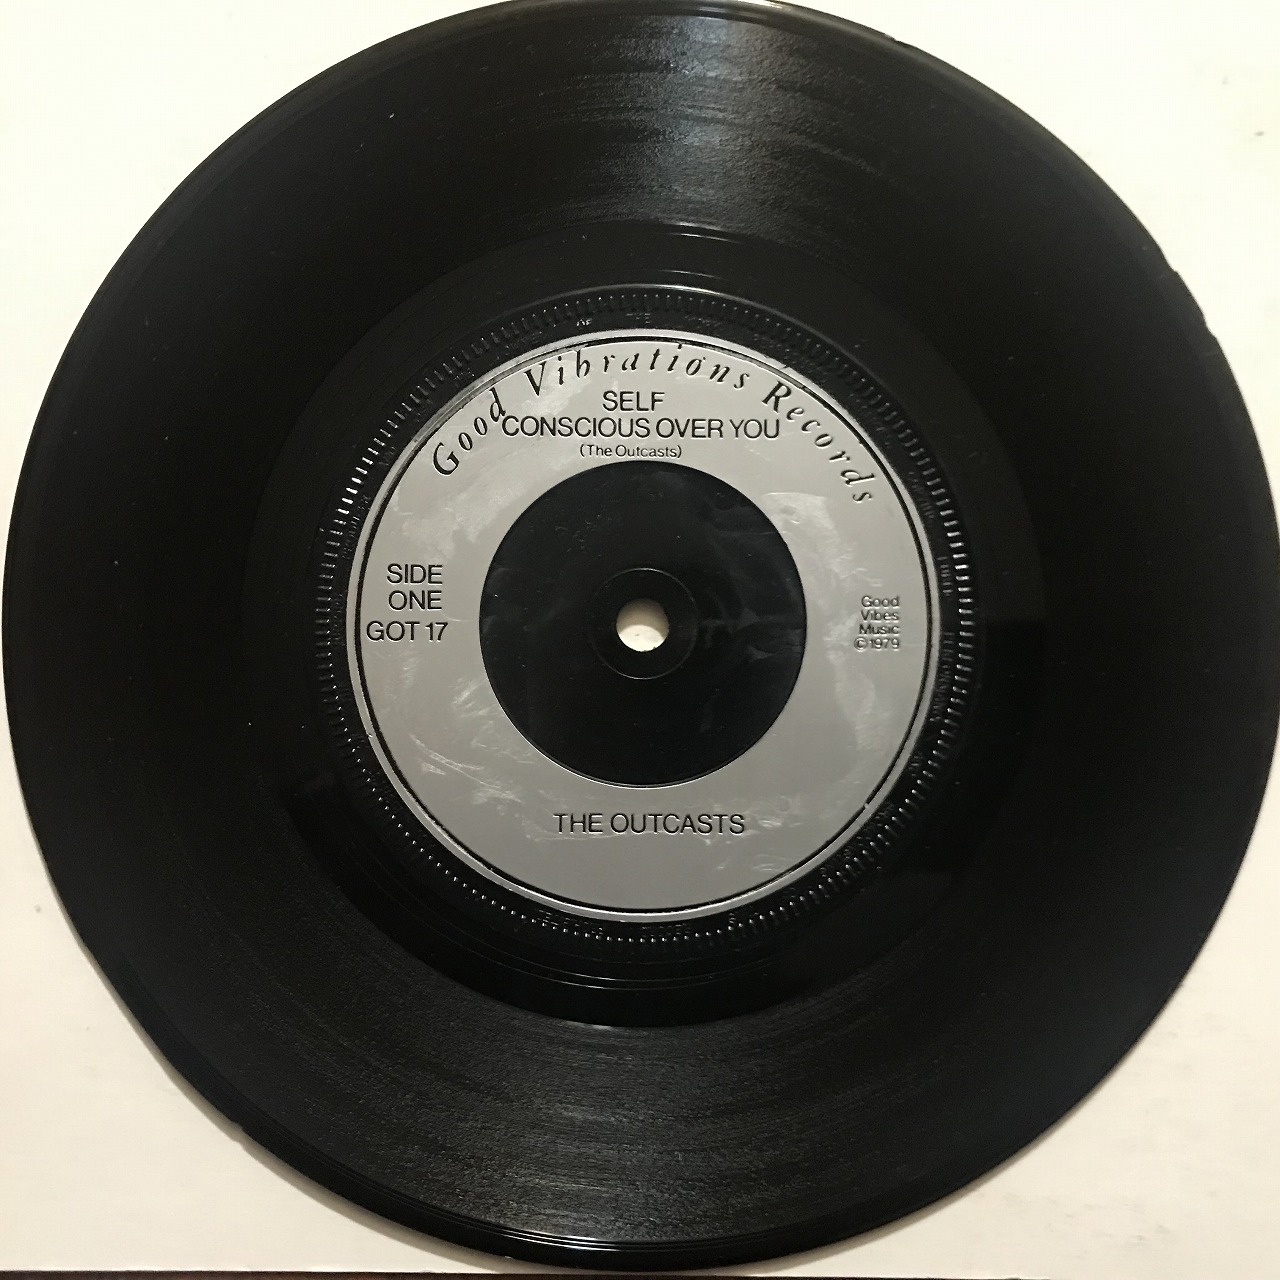 Good Vibrations Records
SELF
CONSCIOUS OVER YOU
(The Outcasts)
SIDE
ONE
GOT 17
Good
Vibes
Music
©1979
THE OUTCASTS